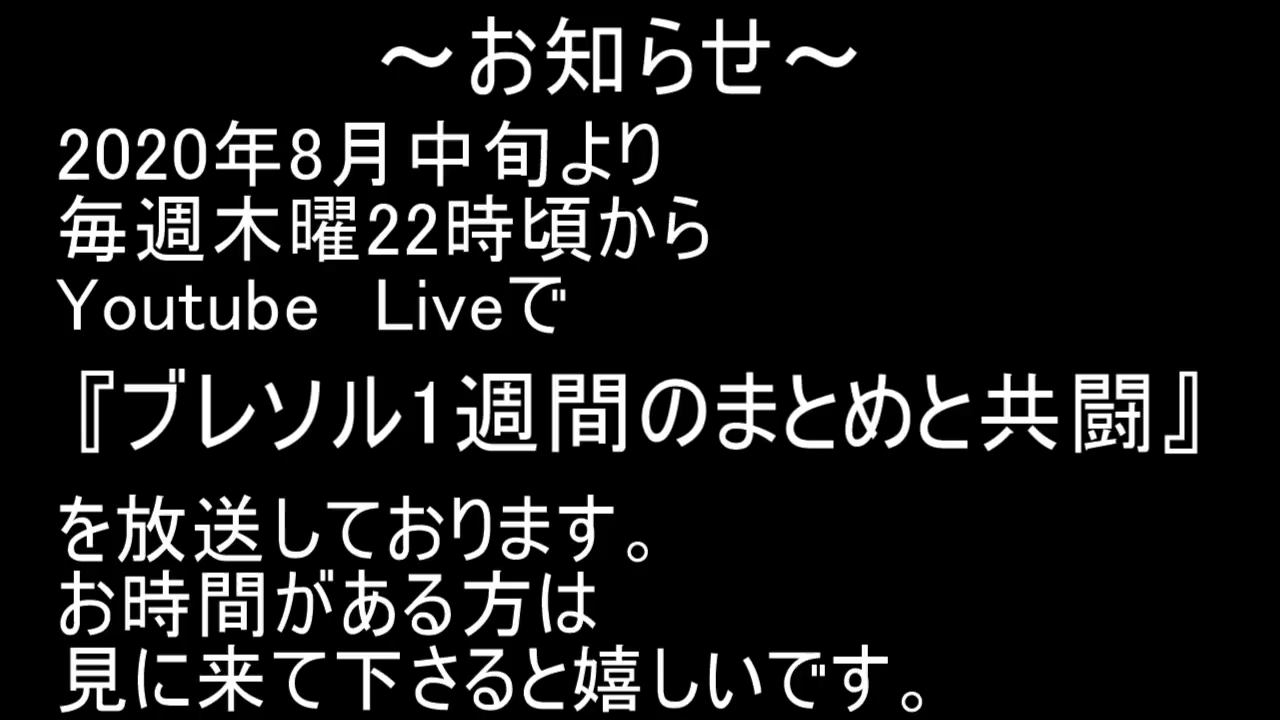 ～お知らせ～
2020年8月中旬より
毎週木曜22時頃から
Youtube　Liveで
『ブレソル1週間のまとめと共闘』
を放送しております。
お時間がある方は
見に来て下さると嬉しいです。